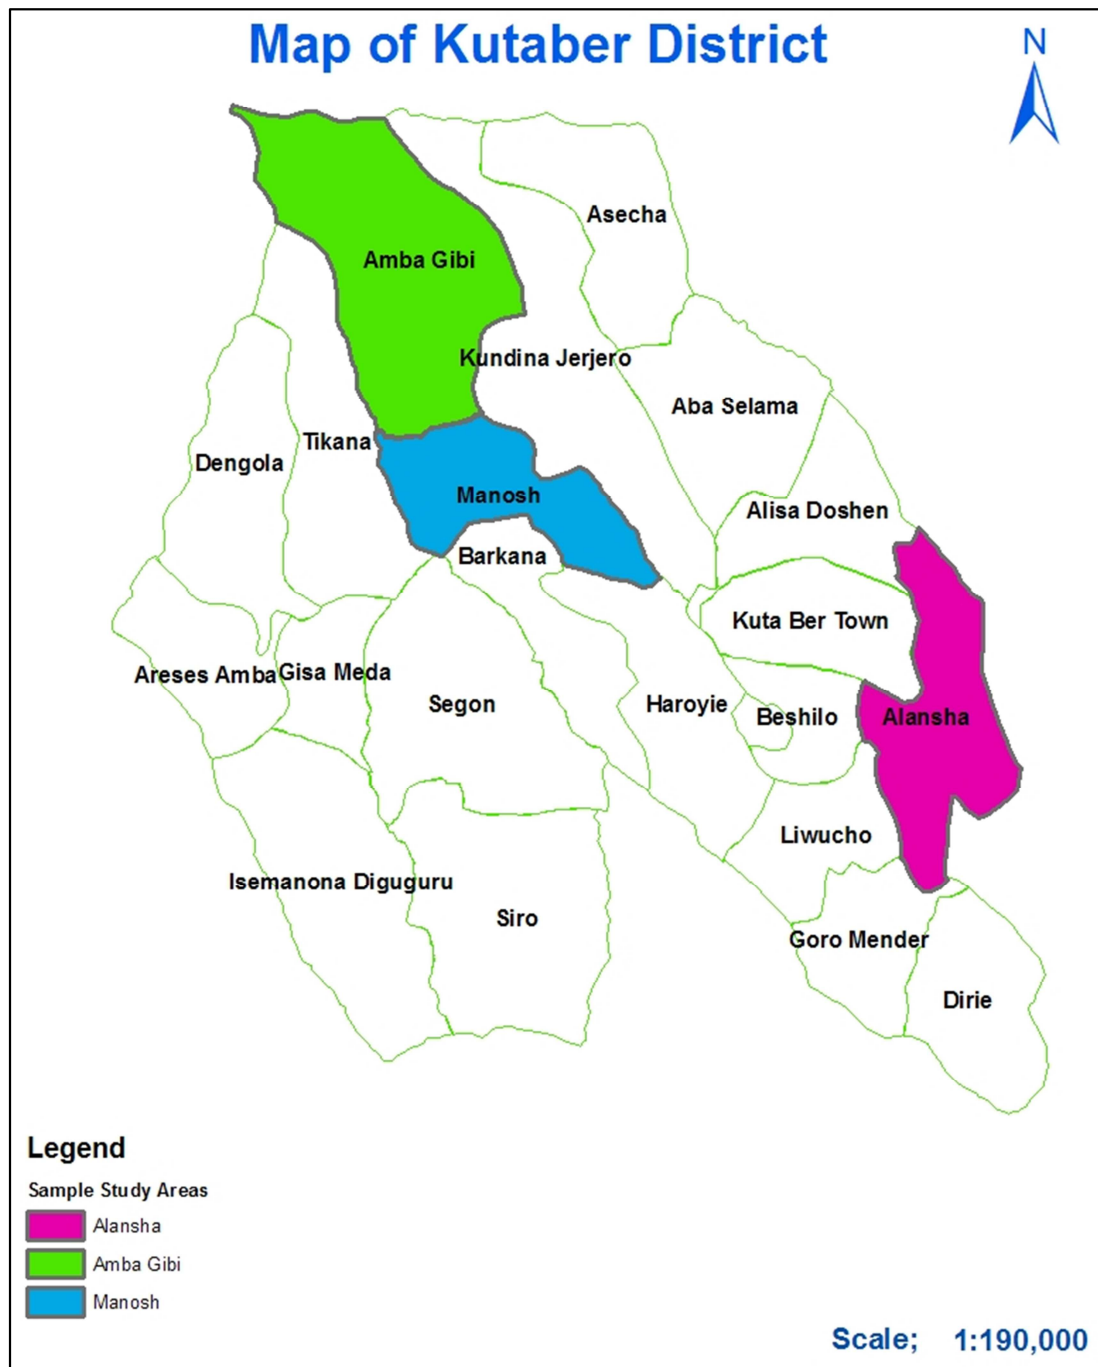 Map of Kutaber District
N
Asecha
Amba Gibi
Kundina Jerjero
Aba Selama
Tikana
Dengola
Manosh
Alisa Doshen
Barkana
Kuta Ber Town
Areses Amba
Gisa Meda
Segon
Haroyie
Beshilo
Alansha
Liwucho
Isemanona Diguguru
Siro
Goro Mender
Dirie
Legend
Sample Study Areas
Alansha
Amba Gibi
Manosh
Scale; 1:190,000